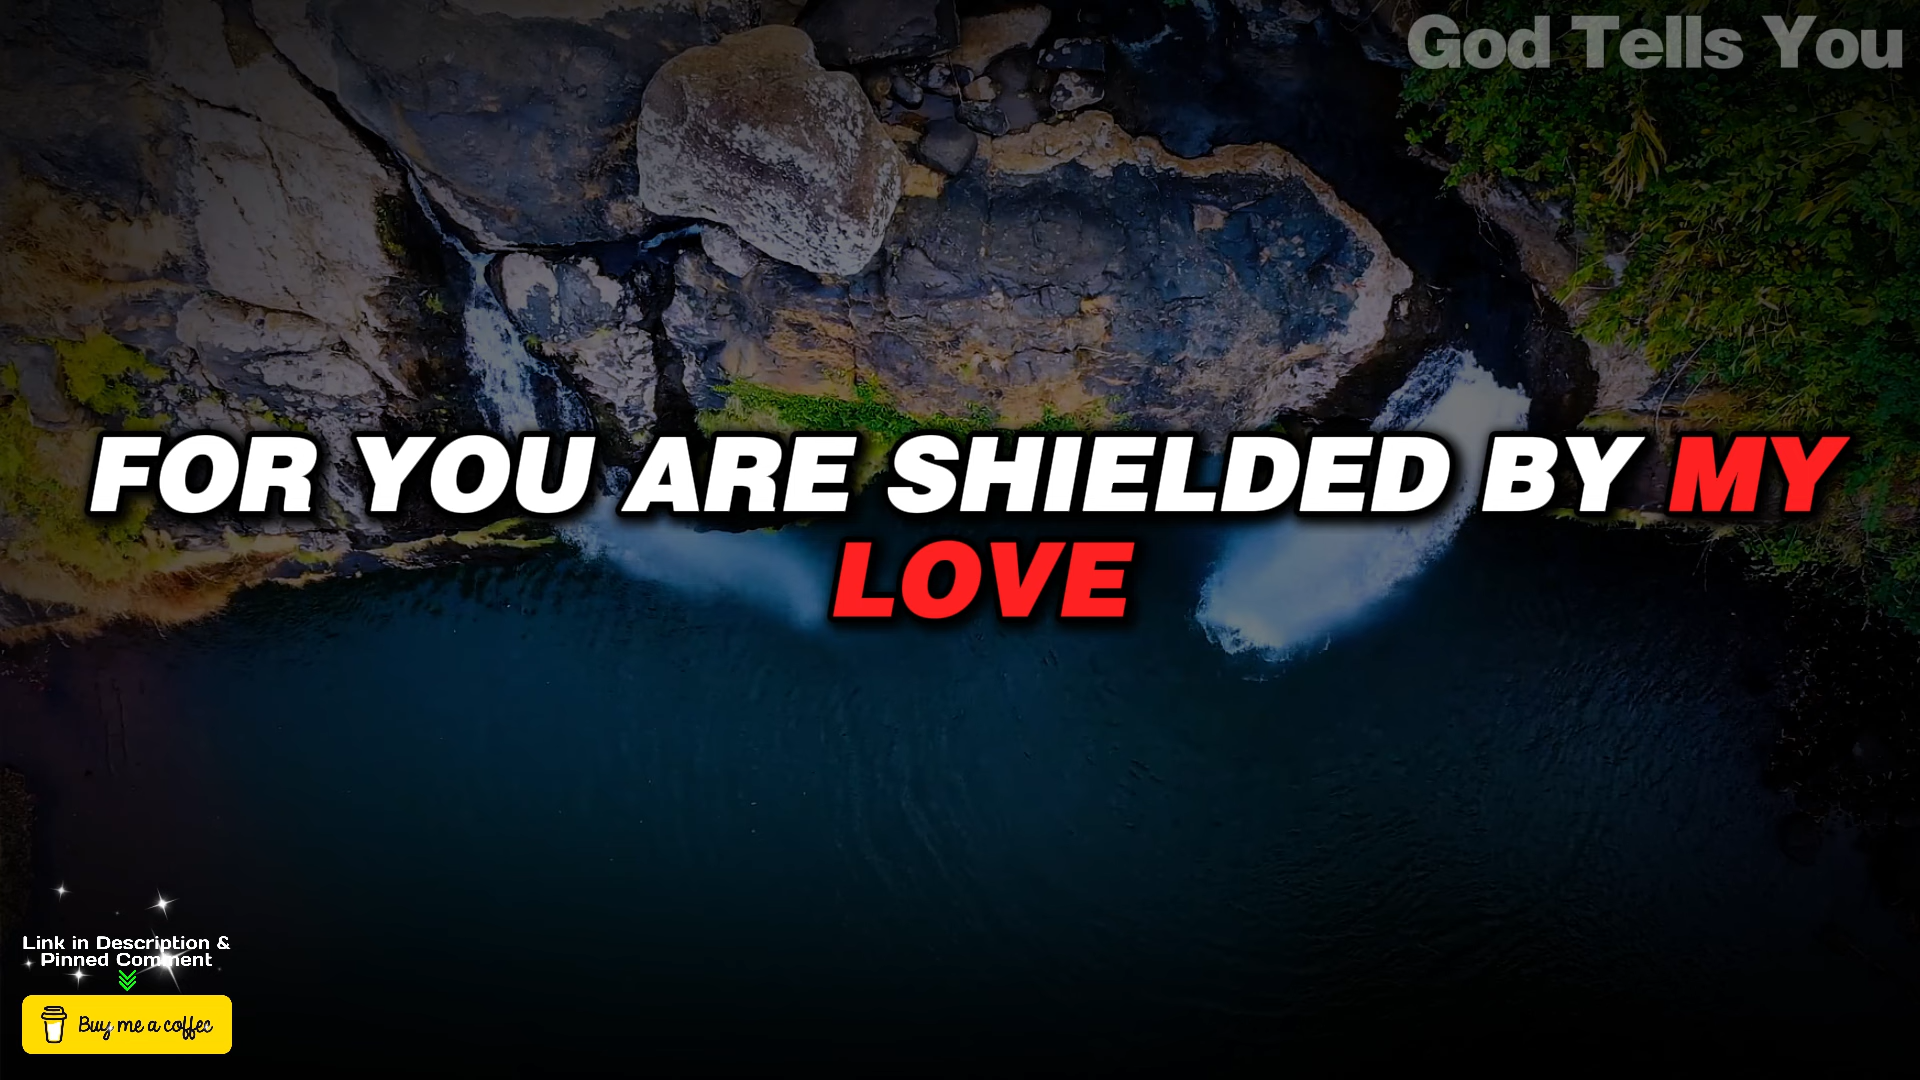 God Tells You
FOR YOU ARE SHIELDED BY MY
LOVE
Link in Description &
Pinned Comment
Buy me a coffee